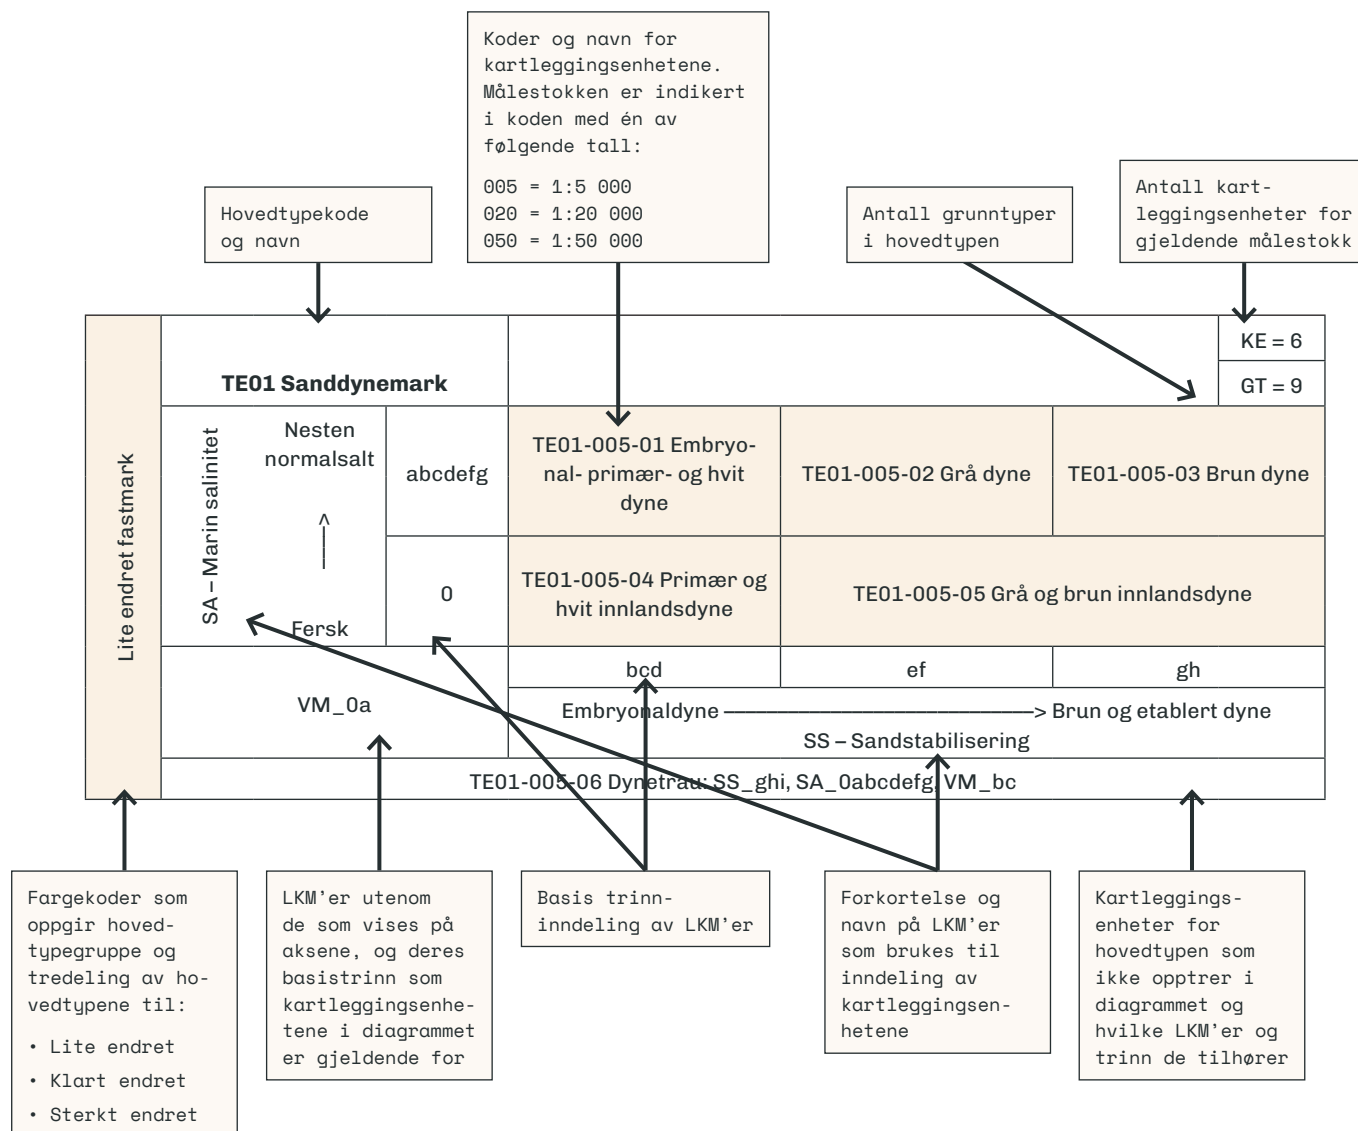 Koder og navn for
kartleggingsenhetene.
Målestokken er indikert
i koden med én av
følgende tall:
005 = 1:5 000
020 = 1:20 000
050 = 1:50 000
Hovedtypekode
og navn
Antall grunntyper
i hovedtypen
Antall kart-
leggingsenheter for
gjeldende målestokk
KE = 6
GT = 9
TE01 Sanddynemark
Lite endret fastmark
SA – Marin salinitet
Nesten
normalsalt
----->
Fersk
abcdefg
0
TE01-005-01 Embryo-
nal- primær- og hvit
dyne
TE01-005-02 Grå dyne
TE01-005-03 Brun dyne
TE01-005-04 Primær og
hvit innlandsdyne
TE01-005-05 Grå og brun innlandsdyne
bcd
ef
gh
VM_0a
Embryonaldyne ——————————————> Brun og etablert dyne
SS – Sandstabilisering
TE01-005-06 Dynetrau: SS_ghi, SA_0abcdefg, VM_bc
Fargekoder som
oppgir hoved-
typegruppe og
tredeling av ho-
vedtypene til:
• Lite endret
• Klart endret
• Sterkt endret
LKM’er utenom
de som vises på
aksene, og deres
basistrinn som
kartleggingsenhe-
tene i diagrammet
er gjeldende for
Basis trinn-
inndeling av LKM’er
Forkortelse og
navn på LKM’er
som brukes til
inndeling av
kartleggingsen-
hetene
Kartleggings-
enheter for
hovedtypen som
ikke opptrer i
diagrammet og
hvilke LKM’er og
trinn de tilhører